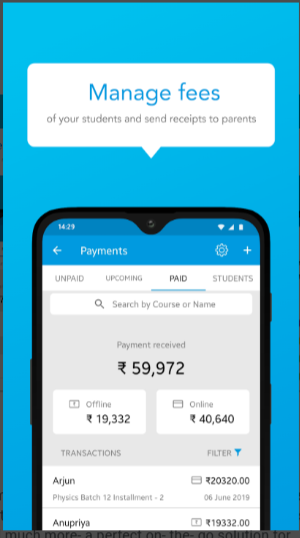 Manage fees
of your students and send receipts to parents
14:29
Payments
UNPAID UPCOMING PAID STUDENTS
Search by Course or Name
Payment received
₹ 59,972
Offline Online
₹ 19,332 ₹ 40,640
TRANSACTIONS FILTER
Arjun ₹20320.00
Physics Batch 12 Installment - 2 06 June 2019
Anupriya ₹19332.00
much more- a perfect on- the- go solution for